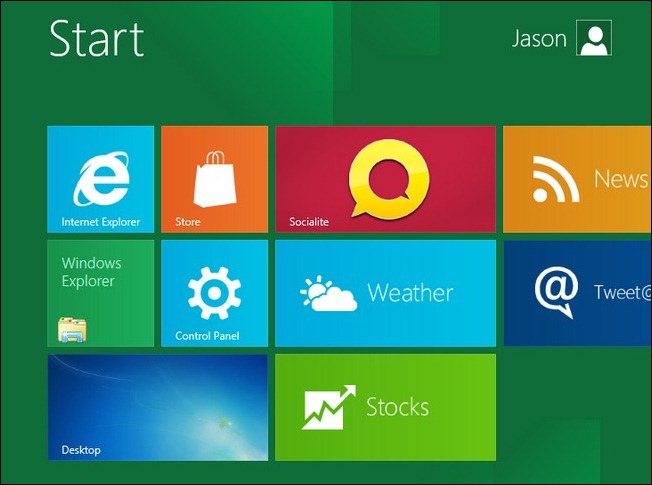 Start
Jason
Internet Explorer
Store
Socialite
News
Windows
Explorer
Control Panel
Weather
Tweet@
Desktop
Stocks